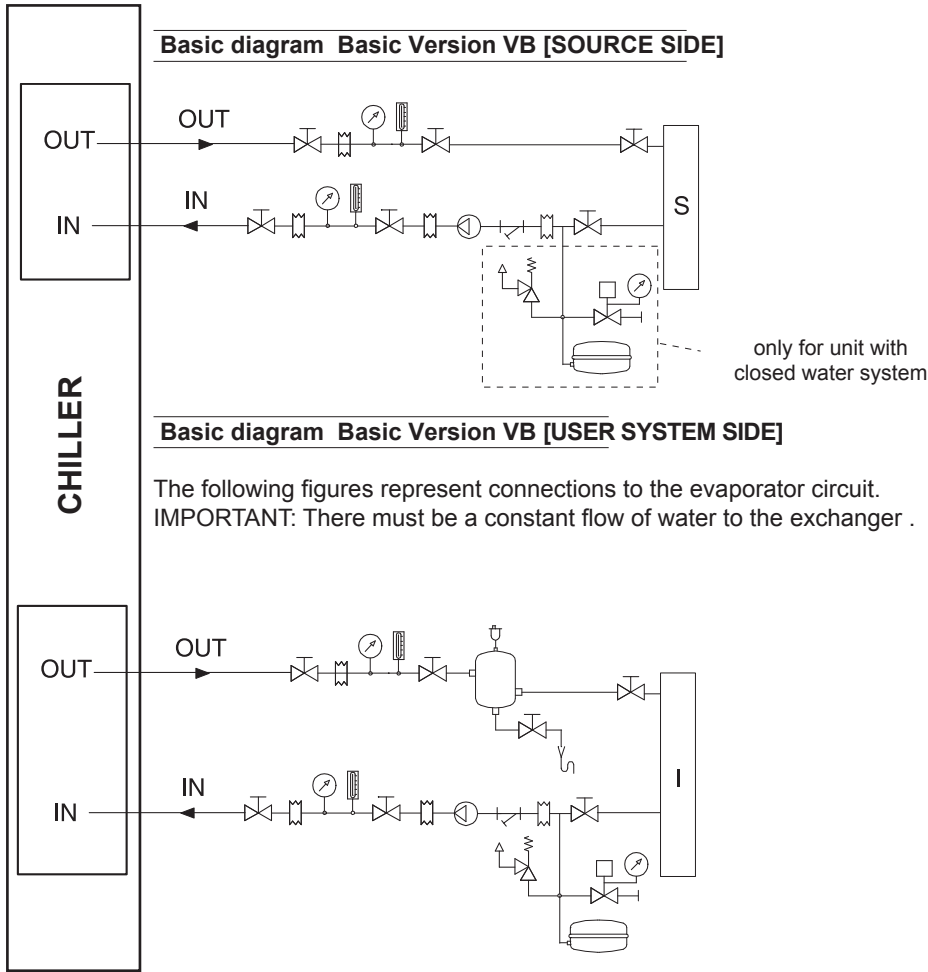 Basic diagram Basic Version VB [SOURCE SIDE]
OUT
OUT
IN
IN
S
only for unit with
closed water system
CHILLER
Basic diagram Basic Version VB [USER SYSTEM SIDE]
The following figures represent connections to the evaporator circuit.
IMPORTANT: There must be a constant flow of water to the exchanger .
OUT
OUT
IN
IN
I